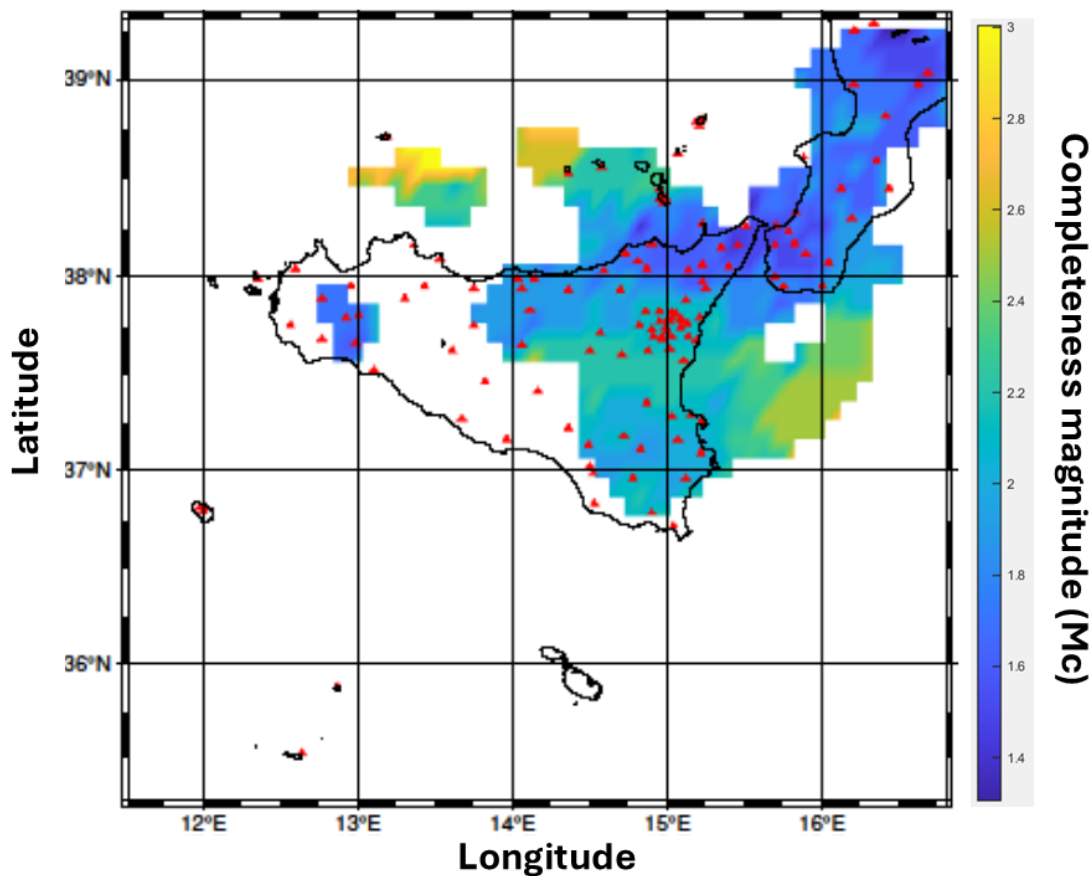 39°N
38°N
37°N
36°N
Latitude
12°E 13°E 14°E 15°E 16°E
Longitude
3
2.8
2.6
2.4
2.2
2
1.8
1.6
1.4
Completeness magnitude (Mc)